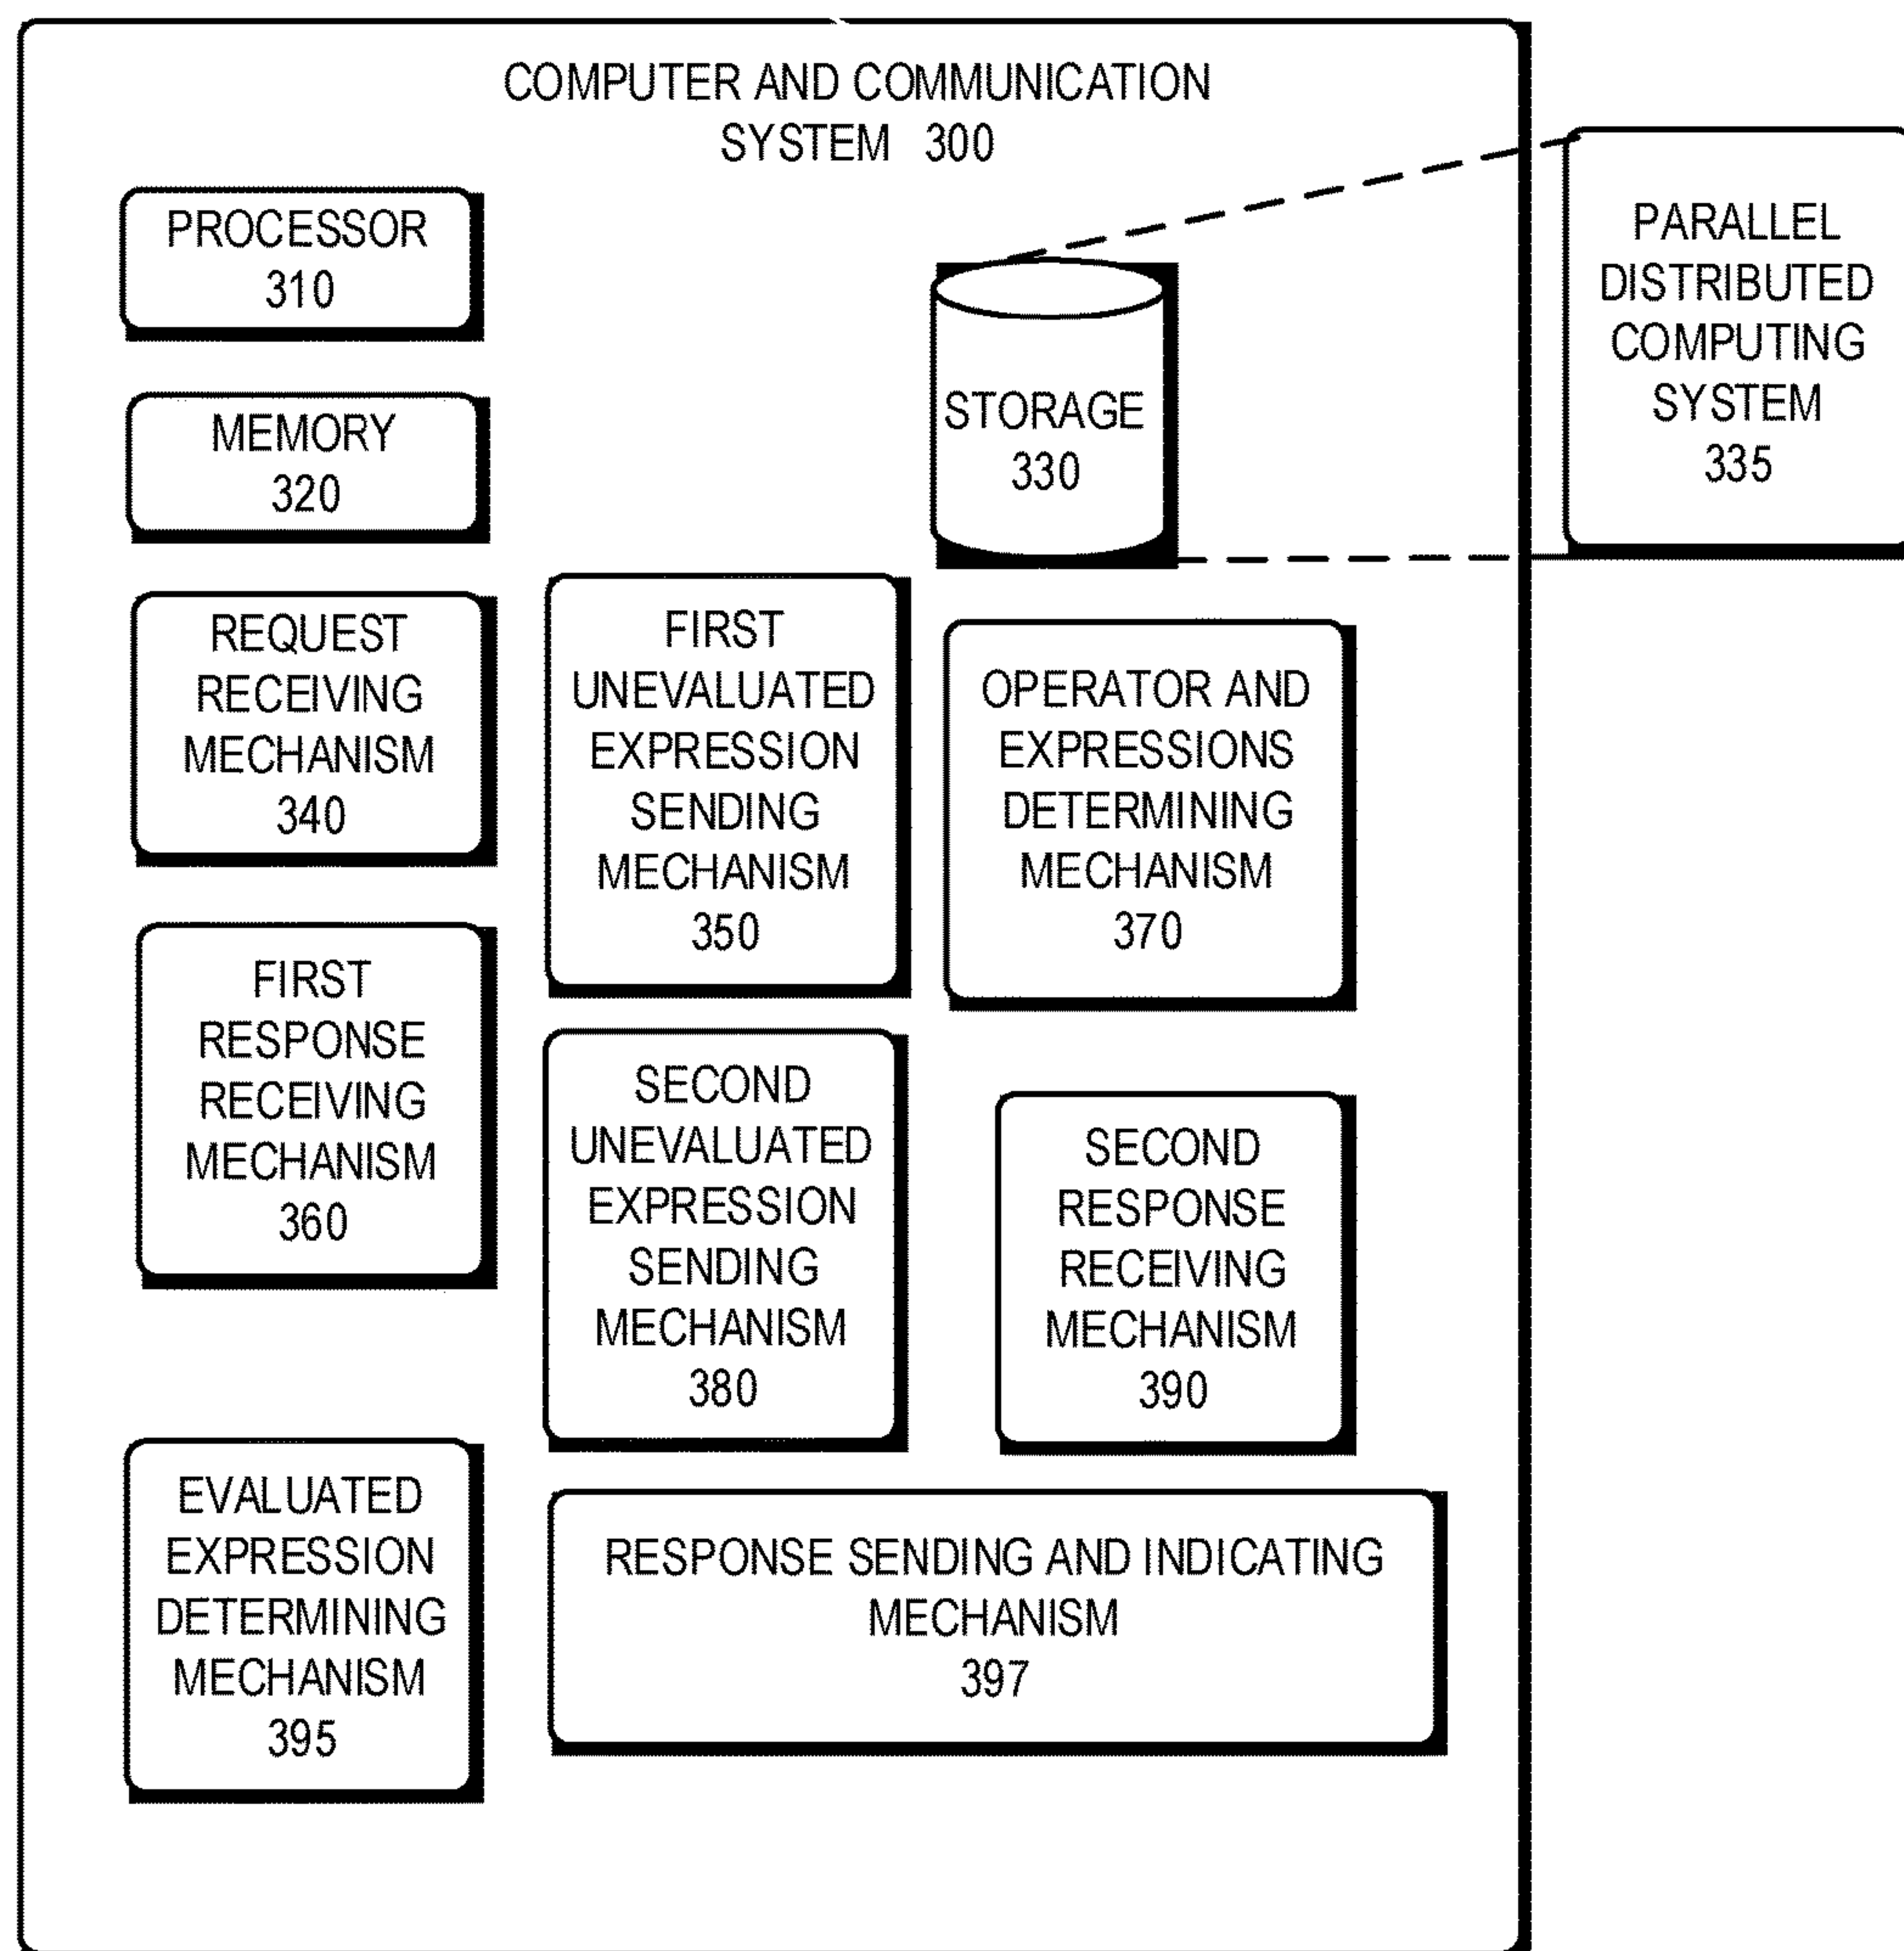 COMPUTER AND COMMUNICATION
SYSTEM 300
PROCESSOR
310
MEMORY
320
STORAGE
330
PARALLEL
DISTRIBUTED
COMPUTING
SYSTEM
335
REQUEST
RECEIVING
MECHANISM
340
FIRST
UNEVALUATED
EXPRESSION
SENDING
MECHANISM
350
OPERATOR AND
EXPRESSIONS
DETERMINING
MECHANISM
370
FIRST
RESPONSE
RECEIVING
MECHANISM
360
SECOND
UNEVALUATED
EXPRESSION
SENDING
MECHANISM
380
SECOND
RESPONSE
RECEIVING
MECHANISM
390
EVALUATED
EXPRESSION
DETERMINING
MECHANISM
395
RESPONSE SENDING AND INDICATING
MECHANISM
397